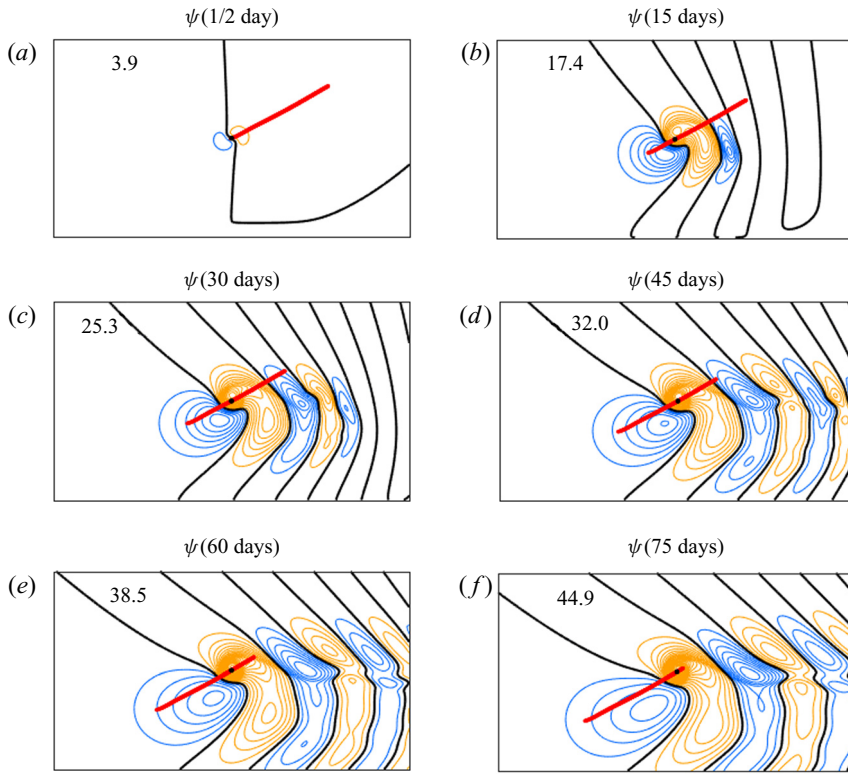 ψ(1/2 day)
ψ(15 days)
(a)
3.9
(b)
17.4
ψ(30 days)
ψ(45 days)
(c)
25.3
(d)
32.0
ψ(60 days)
ψ(75 days)
(e)
38.5
(f)
44.9